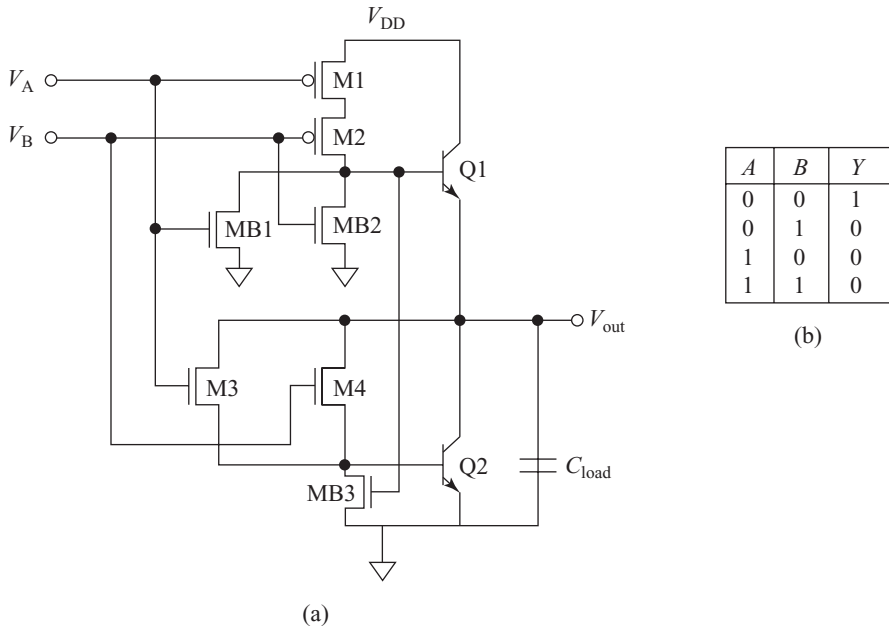 V_DD
V_A
M1
V_B
M2
Q1
MB1
MB2
V_out
M3
M4
Q2
MB3
C_load
(a)
A B Y
0 0 1
0 1 0
1 0 0
1 1 0
(b)